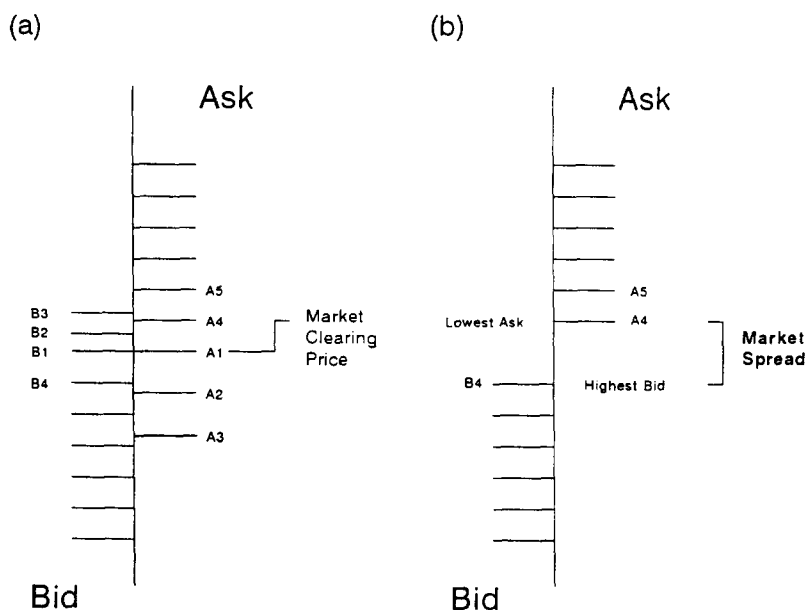 (a)
Ask
A5
B3
A4
Market
Clearing
Price
B2
B1
A1
B4
A2
A3
Bid
(b)
Ask
A5
Lowest Ask
A4
Market
Spread
B4
Highest Bid
Bid